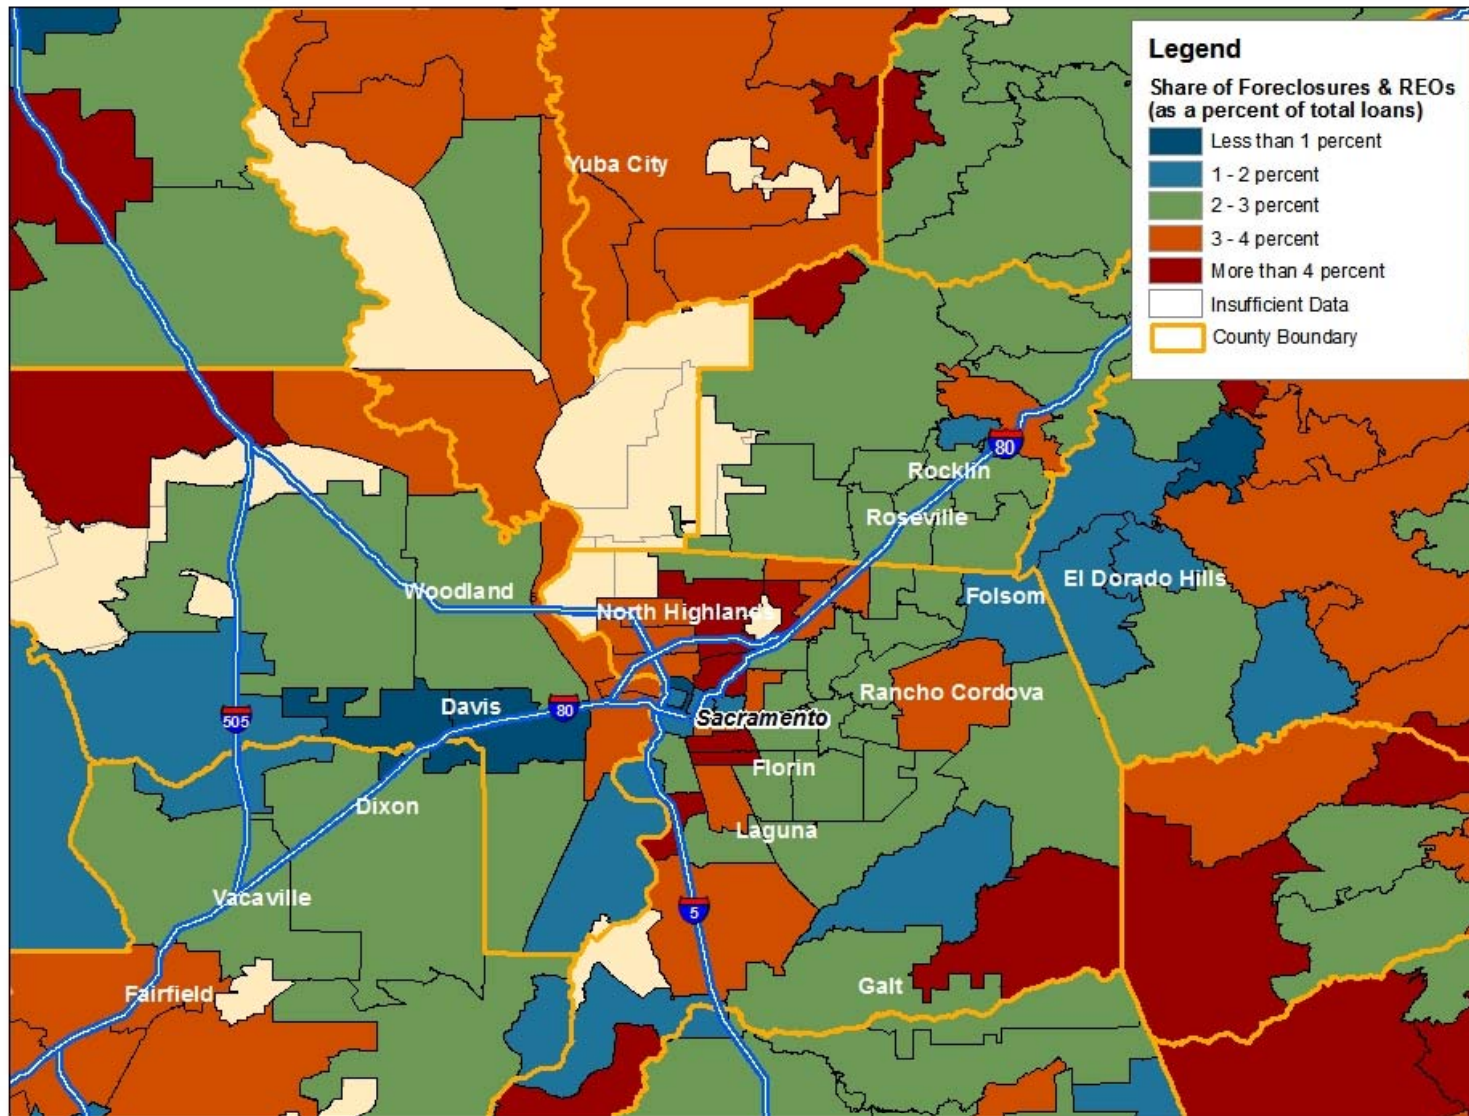 Legend
Share of Foreclosures & REOs
(as a percent of total loans)
Less than 1 percent
1 - 2 percent
2 - 3 percent
3 - 4 percent
More than 4 percent
Insufficient Data
County Boundary
Yuba City
80
Rocklin
Roseville
El Dorado Hills
Woodland
Folsom
North Highlands
Rancho Cordova
Davis
80
505
Sacramento
Florin
Dixon
Laguna
Vacaville
5
Galt
Fairfield